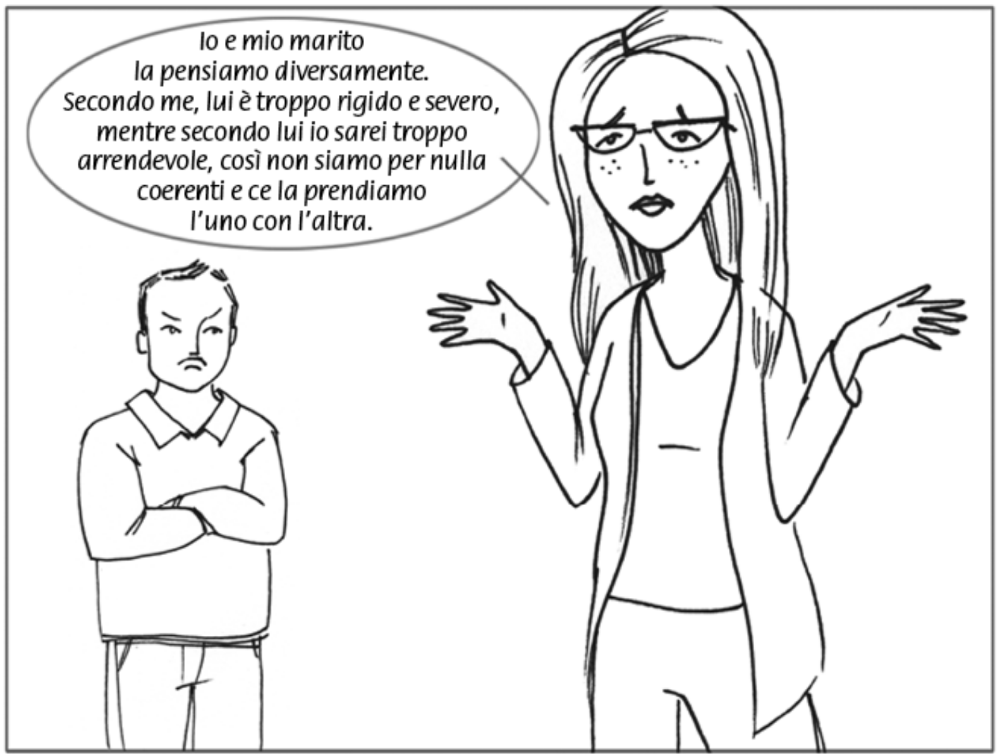 Io e mio marito
la pensiamo diversamente.
Secondo me, lui è troppo rigido e severo,
mentre secondo lui io sarei troppo
arrendevole, così non siamo per nulla
coerenti e ce la prendiamo
l'uno con l'altra.